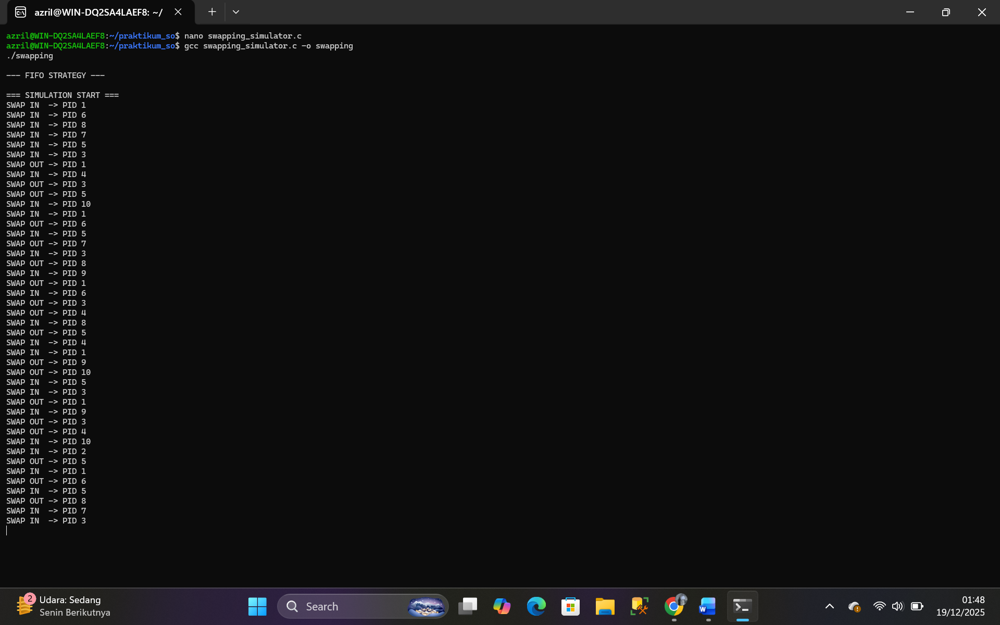 azril@WIN-DQ2SA4LAEF8: ~/
azril@WIN-DQ2SA4LAEF8:~/praktikum_so$ nano swapping_simulator.c
azril@WIN-DQ2SA4LAEF8:~/praktikum_so$ gcc swapping_simulator.c -o swapping
./swapping
--- FIFO STRATEGY ---
=== SIMULATION START ===
SWAP IN  -> PID 1
SWAP IN  -> PID 6
SWAP IN  -> PID 8
SWAP IN  -> PID 7
SWAP IN  -> PID 5
SWAP IN  -> PID 3
SWAP OUT -> PID 1
SWAP IN  -> PID 4
SWAP OUT -> PID 3
SWAP OUT -> PID 5
SWAP IN  -> PID 10
SWAP IN  -> PID 1
SWAP OUT -> PID 6
SWAP IN  -> PID 5
SWAP OUT -> PID 7
SWAP IN  -> PID 3
SWAP OUT -> PID 8
SWAP IN  -> PID 9
SWAP OUT -> PID 1
SWAP IN  -> PID 6
SWAP OUT -> PID 3
SWAP OUT -> PID 4
SWAP IN  -> PID 8
SWAP OUT -> PID 5
SWAP IN  -> PID 4
SWAP IN  -> PID 1
SWAP OUT -> PID 9
SWAP OUT -> PID 10
SWAP IN  -> PID 5
SWAP IN  -> PID 3
SWAP OUT -> PID 1
SWAP IN  -> PID 9
SWAP OUT -> PID 3
SWAP OUT -> PID 4
SWAP IN  -> PID 10
SWAP IN  -> PID 2
SWAP OUT -> PID 5
SWAP IN  -> PID 1
SWAP OUT -> PID 6
SWAP IN  -> PID 5
SWAP OUT -> PID 8
SWAP IN  -> PID 7
SWAP IN  -> PID 3
2
Udara: Sedang
Senin Berikutnya
Search
01:48
19/12/2025